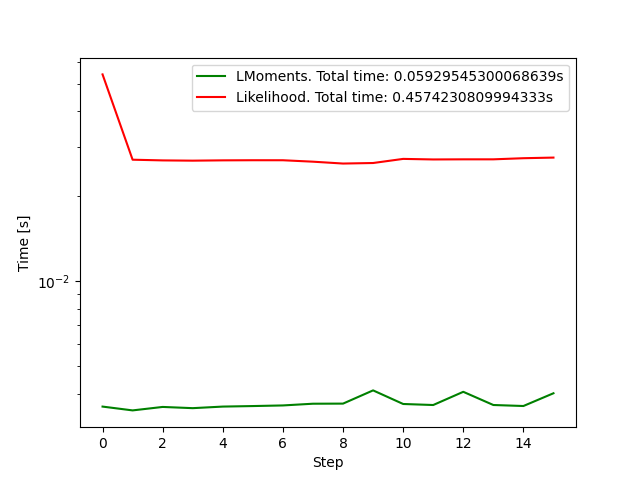 LMoments. Total time: 0.05929545300068639s
Likelihood. Total time: 0.4574230809994333s
Time [s]
10⁻²
0 2 4 6 8 10 12 14
Step